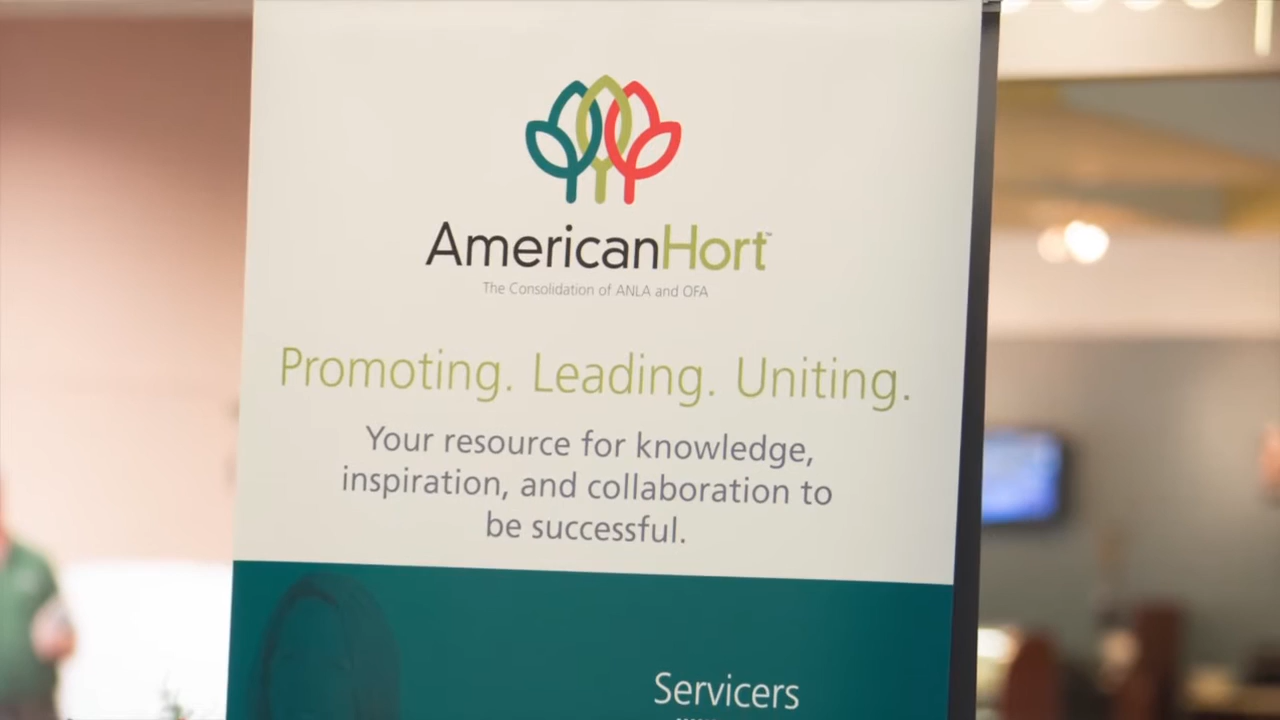 AmericanHort™
The Consolidation of ANLA and OFA
Promoting. Leading. Uniting.
Your resource for knowledge,
inspiration, and collaboration to
be successful.
Servicers